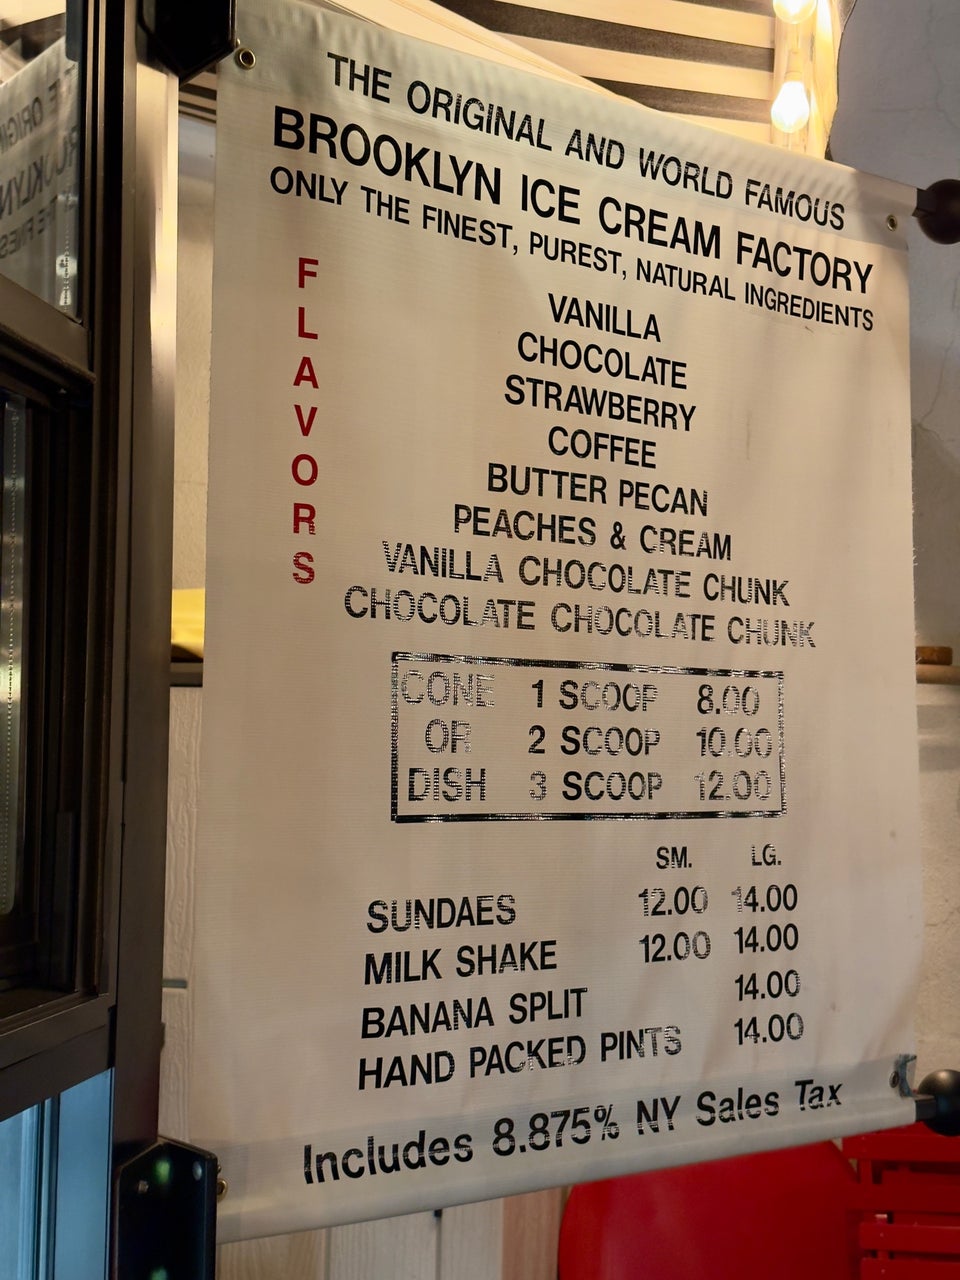 THE ORIGINAL AND WORLD FAMOUS
BROOKLYN ICE CREAM FACTORY
ONLY THE FINEST, PUREST, NATURAL INGREDIENTS
FLAVORS
VANILLA
CHOCOLATE
STRAWBERRY
COFFEE
BUTTER PECAN
PEACHES & CREAM
VANILLA CHOCOLATE CHUNK
CHOCOLATE CHOCOLATE CHUNK
CONE 1 SCOOP 8.00
OR 2 SCOOP 10.00
DISH 3 SCOOP 12.00
SM. LG.
SUNDAES 12.00 14.00
MILK SHAKE 12.00 14.00
BANANA SPLIT 14.00
HAND PACKED PINTS 14.00
Includes 8.875% NY Sales Tax